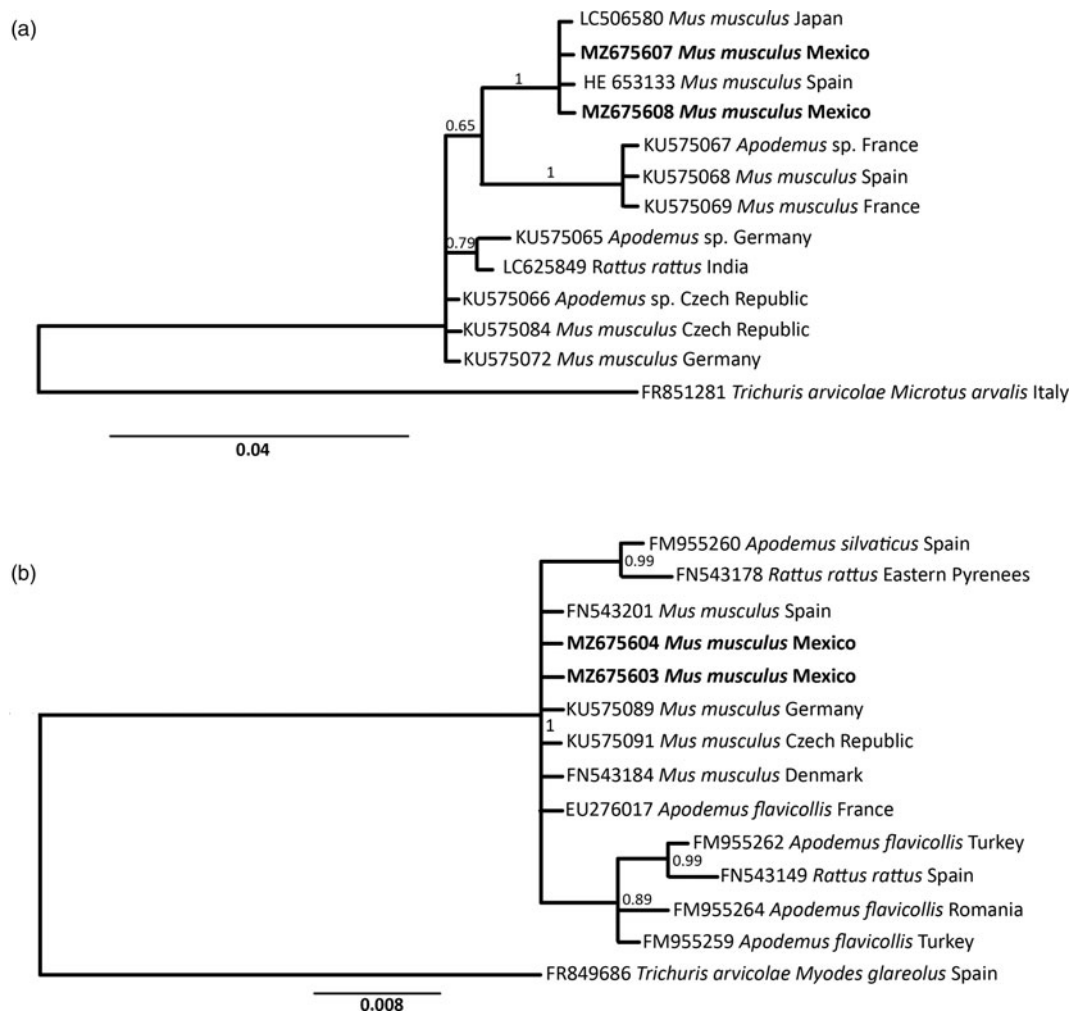 (a)
LC506580 Mus musculus Japan
MZ675607 Mus musculus Mexico
1
HE 653133 Mus musculus Spain
MZ675608 Mus musculus Mexico
0.65
KU575067 Apodemus sp. France
1
KU575068 Mus musculus Spain
KU575069 Mus musculus France
KU575065 Apodemus sp. Germany
0.79
LC625849 Rattus rattus India
KU575066 Apodemus sp. Czech Republic
KU575084 Mus musculus Czech Republic
KU575072 Mus musculus Germany
FR851281 Trichuris arvicolae Microtus arvalis Italy
0.04
(b)
FM955260 Apodemus silvaticus Spain
0.99
FN543178 Rattus rattus Eastern Pyrenees
FN543201 Mus musculus Spain
MZ675604 Mus musculus Mexico
MZ675603 Mus musculus Mexico
KU575089 Mus musculus Germany
1
KU575091 Mus musculus Czech Republic
FN543184 Mus musculus Denmark
EU276017 Apodemus flavicollis France
FM955262 Apodemus flavicollis Turkey
0.99
FN543149 Rattus rattus Spain
0.89
FM955264 Apodemus flavicollis Romania
FM955259 Apodemus flavicollis Turkey
FR849686 Trichuris arvicolae Myodes glareolus Spain
0.008